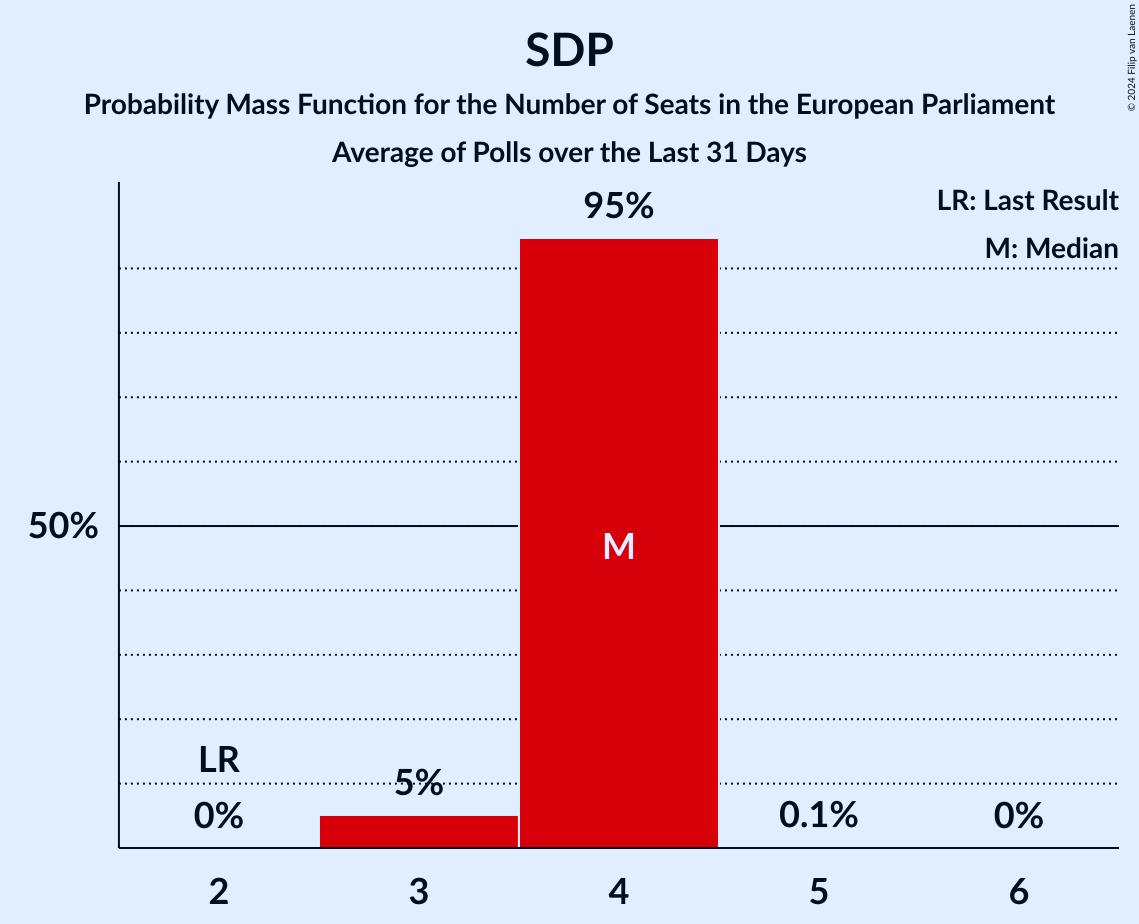 SDP
Probability Mass Function for the Number of Seats in the European Parliament
Average of Polls over the Last 31 Days
© 2024 Filip van Laenen
LR: Last Result
M: Median
95%
50%
M
LR
0%
5%
0.1%
0%
2
3
4
5
6